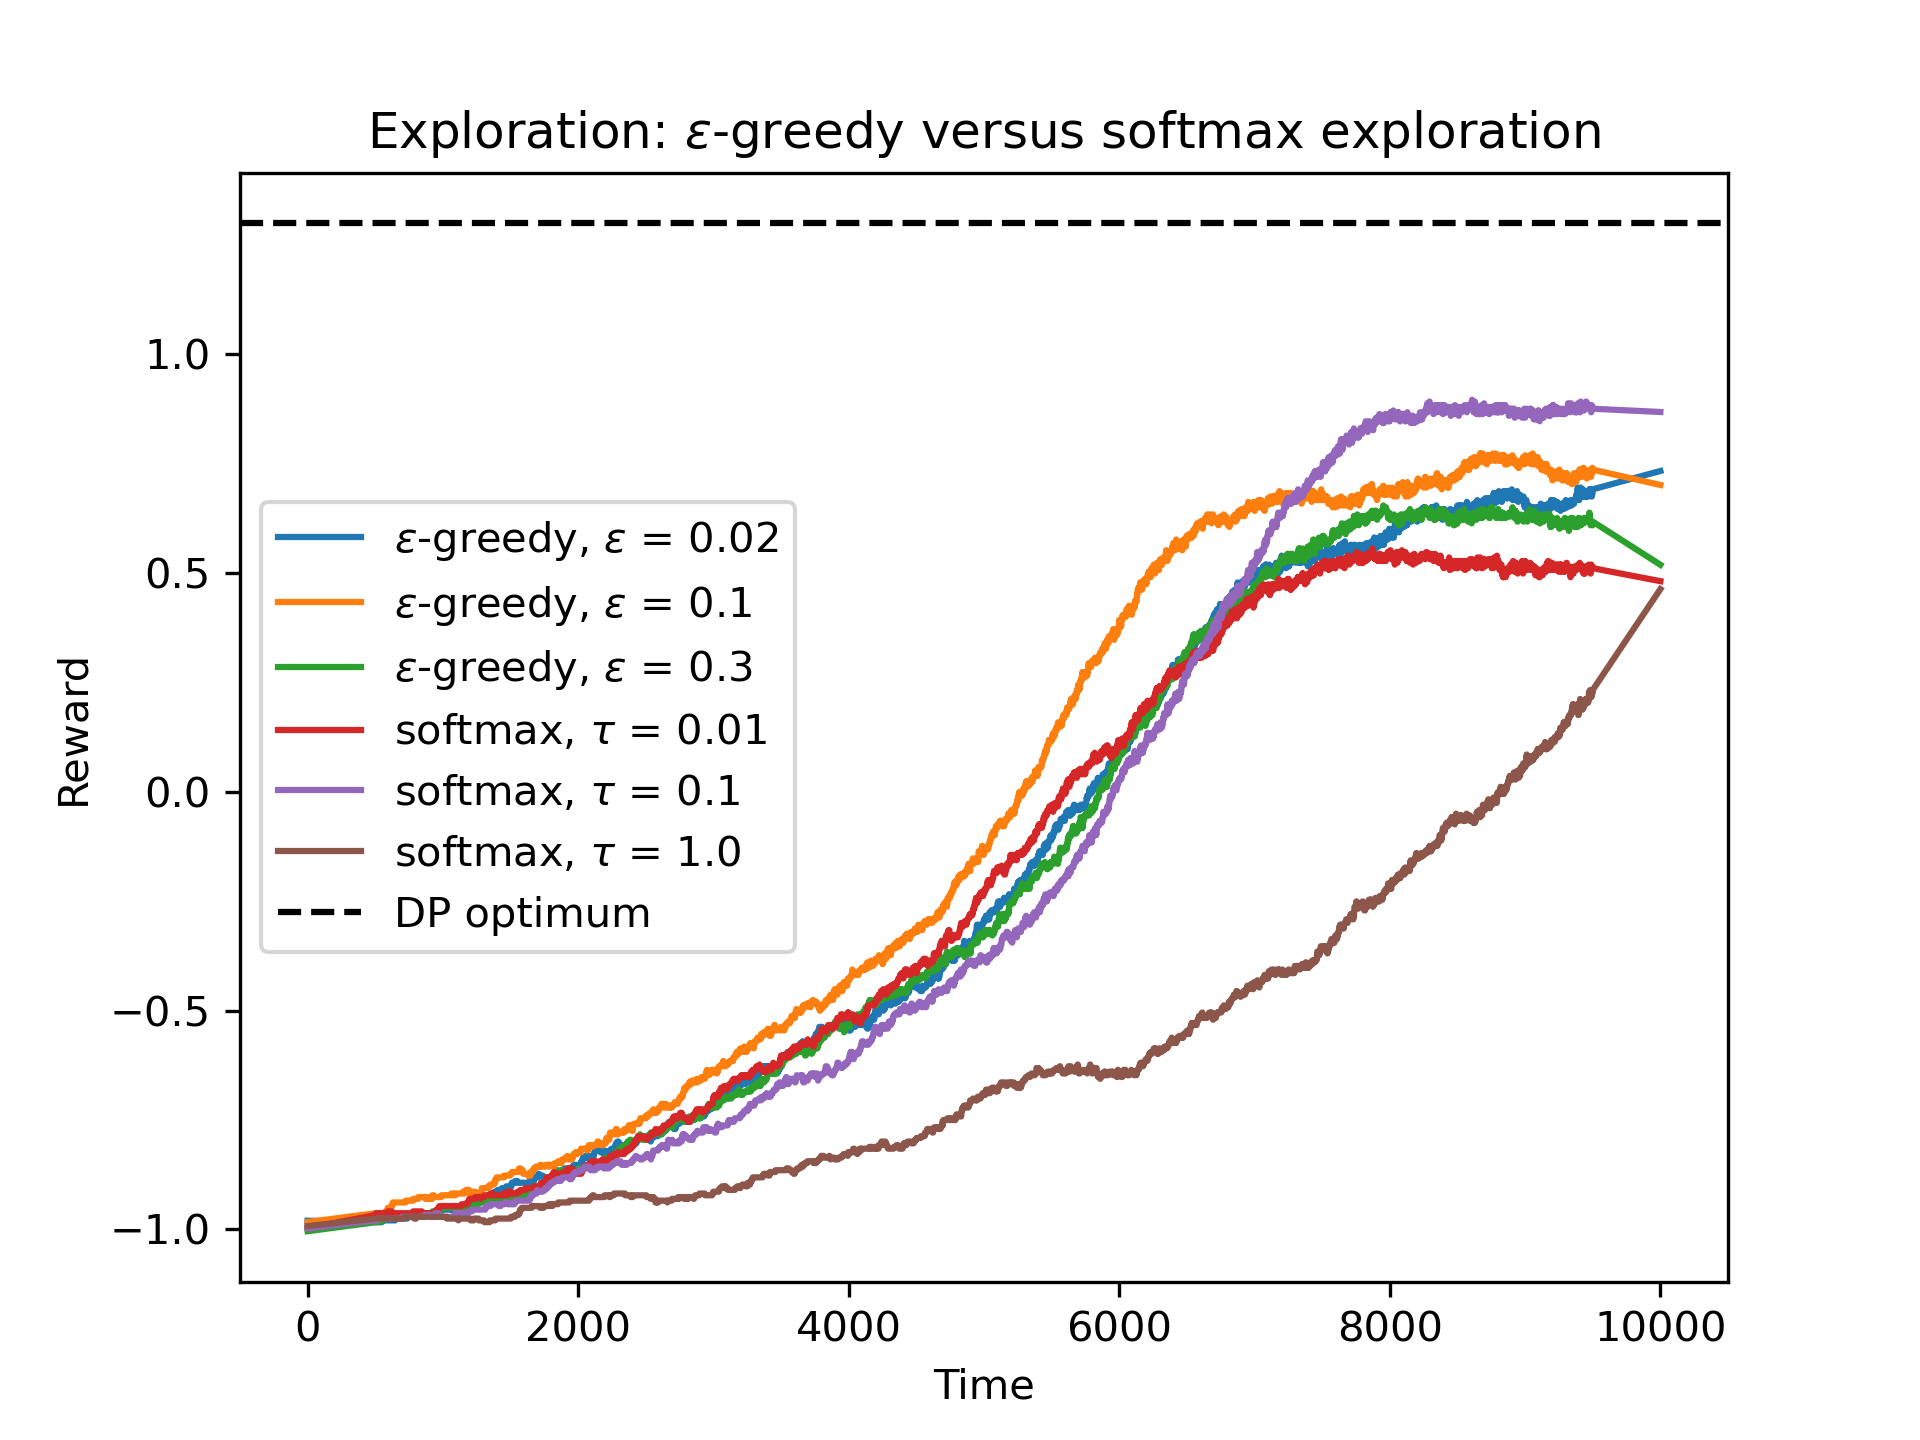 Exploration: ε-greedy versus softmax exploration
Reward
1.0
0.5
0.0
−0.5
−1.0
ε-greedy, ε = 0.02
ε-greedy, ε = 0.1
ε-greedy, ε = 0.3
softmax, τ = 0.01
softmax, τ = 0.1
softmax, τ = 1.0
DP optimum
0 2000 4000 6000 8000 10000
Time